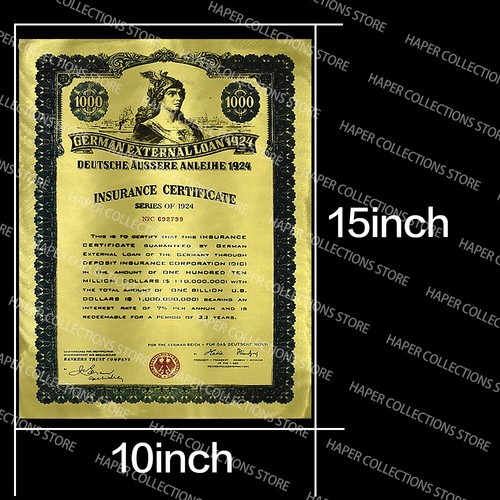 HAPER COLLECTIONS STORE
1000
1000
GERMAN EXTERNAL LOAN 1924
DEUTSCHE ÄUSSERE ANLEIHE 1924
INSURANCE CERTIFICATE
SERIES OF 1924
NIC 692799
THIS IS TO CERTIFY THAT THIS INSURANCE
CERTIFICATE GUARANTEED BY GERMAN
EXTERNAL LOAN OF THE GERMANY THROUGH
DEPOSIT INSURANCE CORPORATION (DIC)
IN THE AMOUNT OF ONE HUNDRED TEN
MILLION DOLLARS ($ 110,000,000) WITH
THE TOTAL AMOUNT OF ONE BILLION U.S.
DOLLARS ($ 1,000,000,000) BEARING AN
INTEREST RATE OF 7% PER ANNUM AND IS
REDEEMABLE FOR A PERIOD OF 33 YEARS.
FOR THE GERMAN REICH - FÜR DAS DEUTSCHE REICH
BANKERS TRUST COMPANY
15inch
10inch